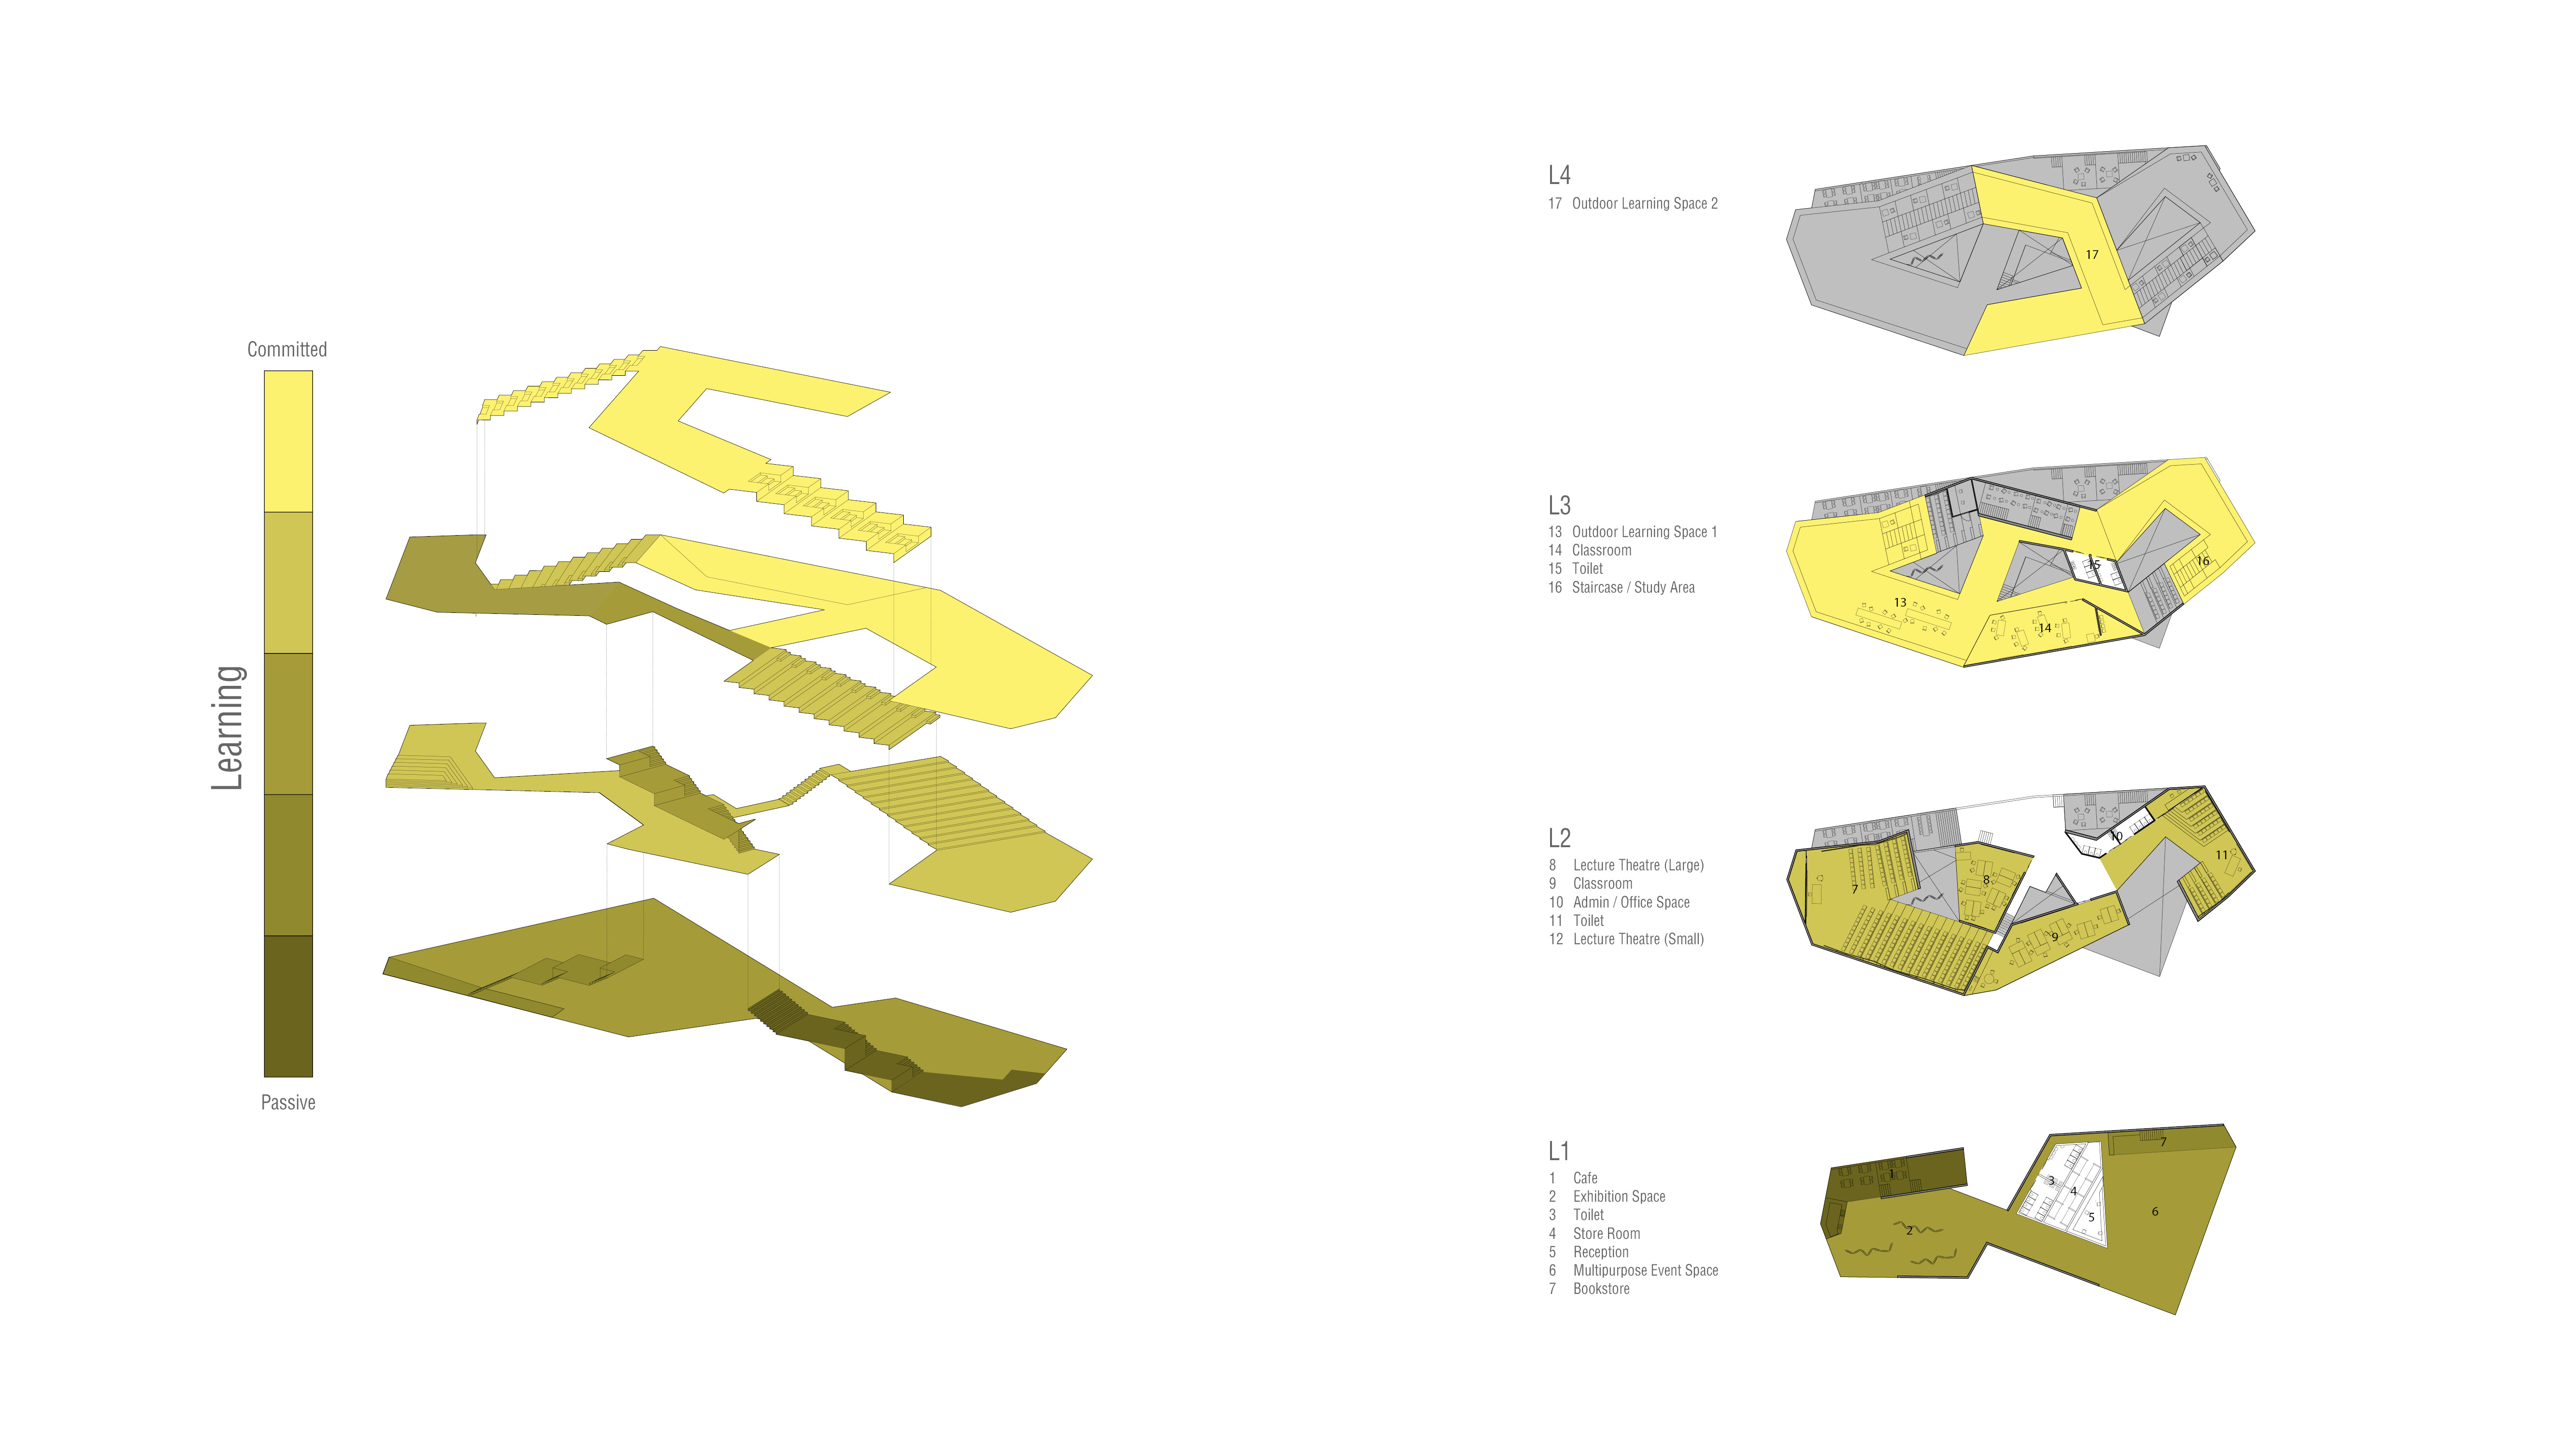 Committed
Learning
Passive
L4
17 Outdoor Learning Space 2
17
L3
13 Outdoor Learning Space 1
14 Classroom
15 Toilet
16 Staircase / Study Area
15
16
13
14
L2
8 Lecture Theatre (Large)
9 Classroom
10 Admin / Office Space
11 Toilet
12 Lecture Theatre (Small)
10
11
7
8
9
L1
1 Cafe
2 Exhibition Space
3 Toilet
4 Store Room
5 Reception
6 Multipurpose Event Space
7 Bookstore
7
1
3
4
5
6
2